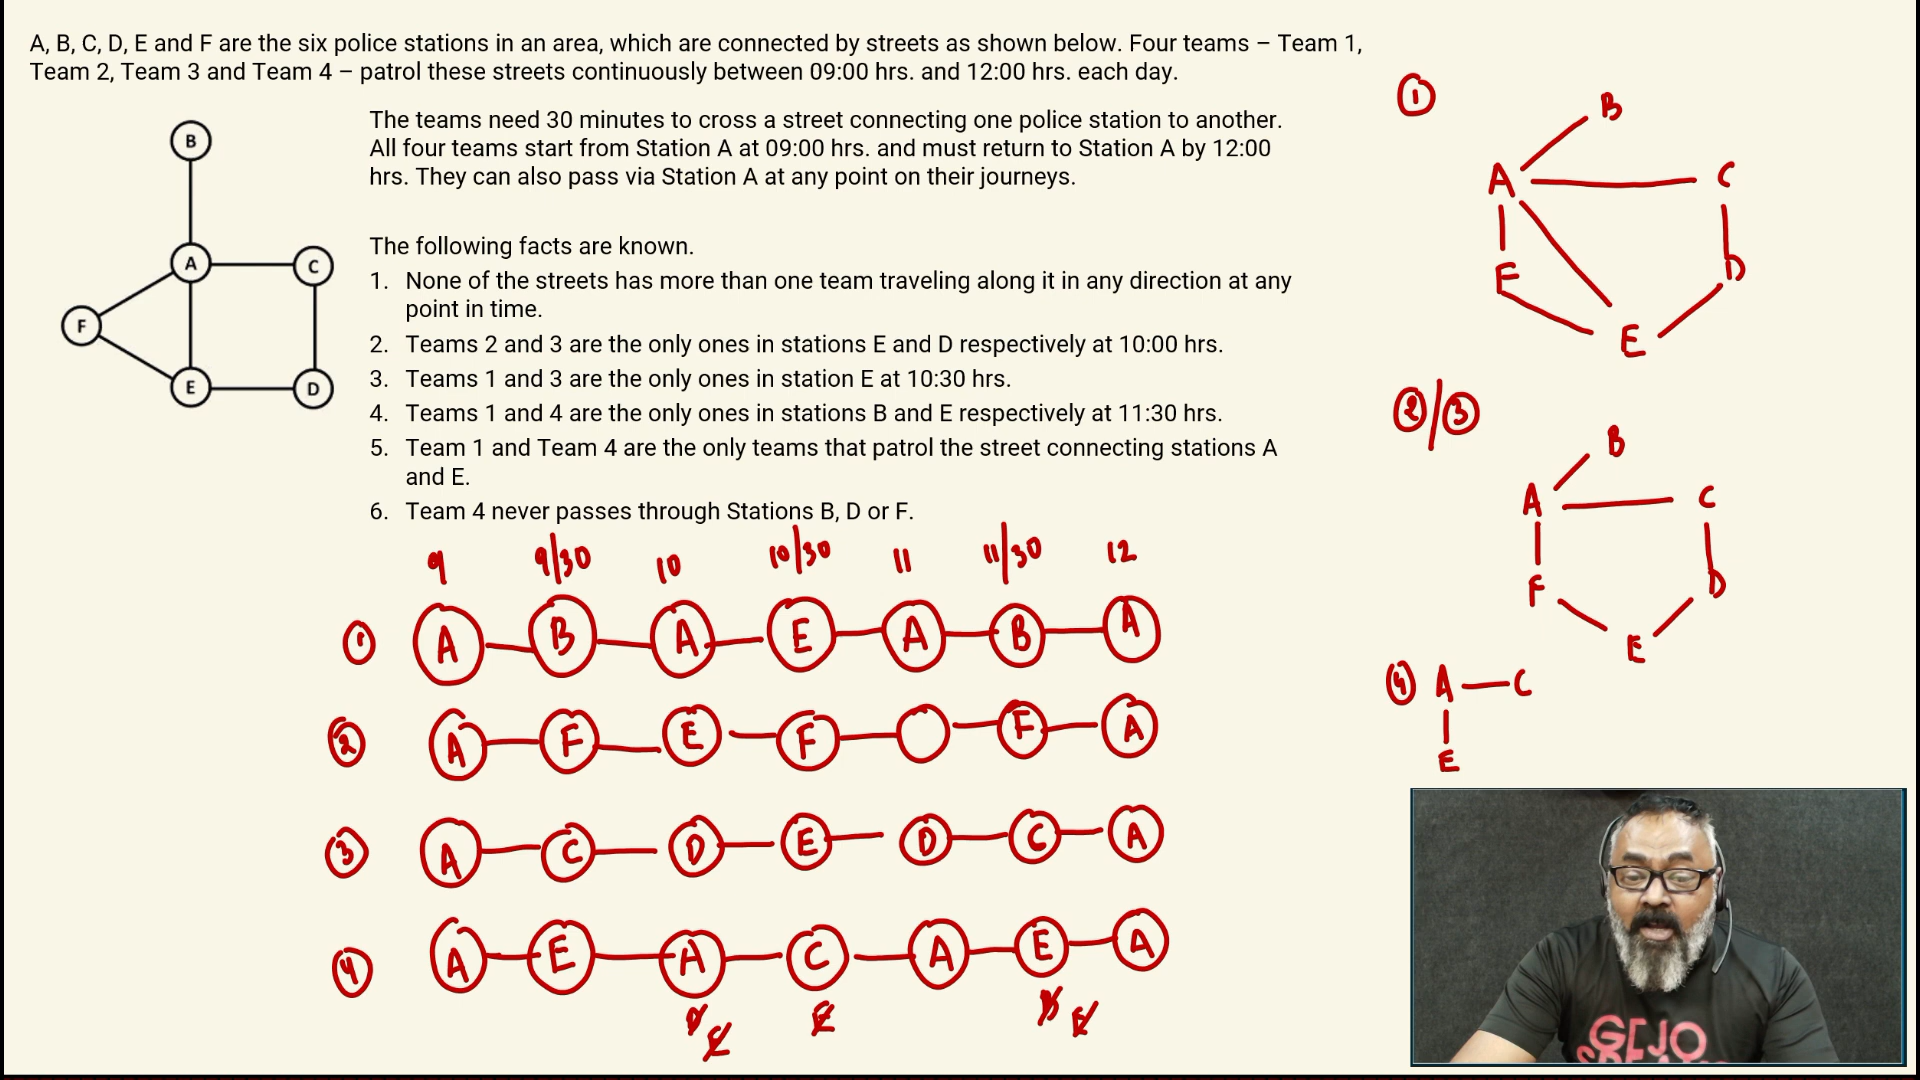 A, B, C, D, E and F are the six police stations in an area, which are connected by streets as shown below. Four teams – Team 1,
Team 2, Team 3 and Team 4 – patrol these streets continuously between 09:00 hrs. and 12:00 hrs. each day.
B
A
C
F
E
D
The teams need 30 minutes to cross a street connecting one police station to another.
All four teams start from Station A at 09:00 hrs. and must return to Station A by 12:00
hrs. They can also pass via Station A at any point on their journeys.
The following facts are known.
1. None of the streets has more than one team traveling along it in any direction at any
point in time.
2. Teams 2 and 3 are the only ones in stations E and D respectively at 10:00 hrs.
3. Teams 1 and 3 are the only ones in station E at 10:30 hrs.
4. Teams 1 and 4 are the only ones in stations B and E respectively at 11:30 hrs.
5. Team 1 and Team 4 are the only teams that patrol the street connecting stations A
and E.
6. Team 4 never passes through Stations B, D or F.
1
B
A C
F D
E
2/3
B
A C
F D
E
4 A C
E
9 9/30 10 10/30 11 11/30 12
1 A B A E A B A
2 A F E F F A
3 A C D E D C A
4 A E A C A E A
GEJO